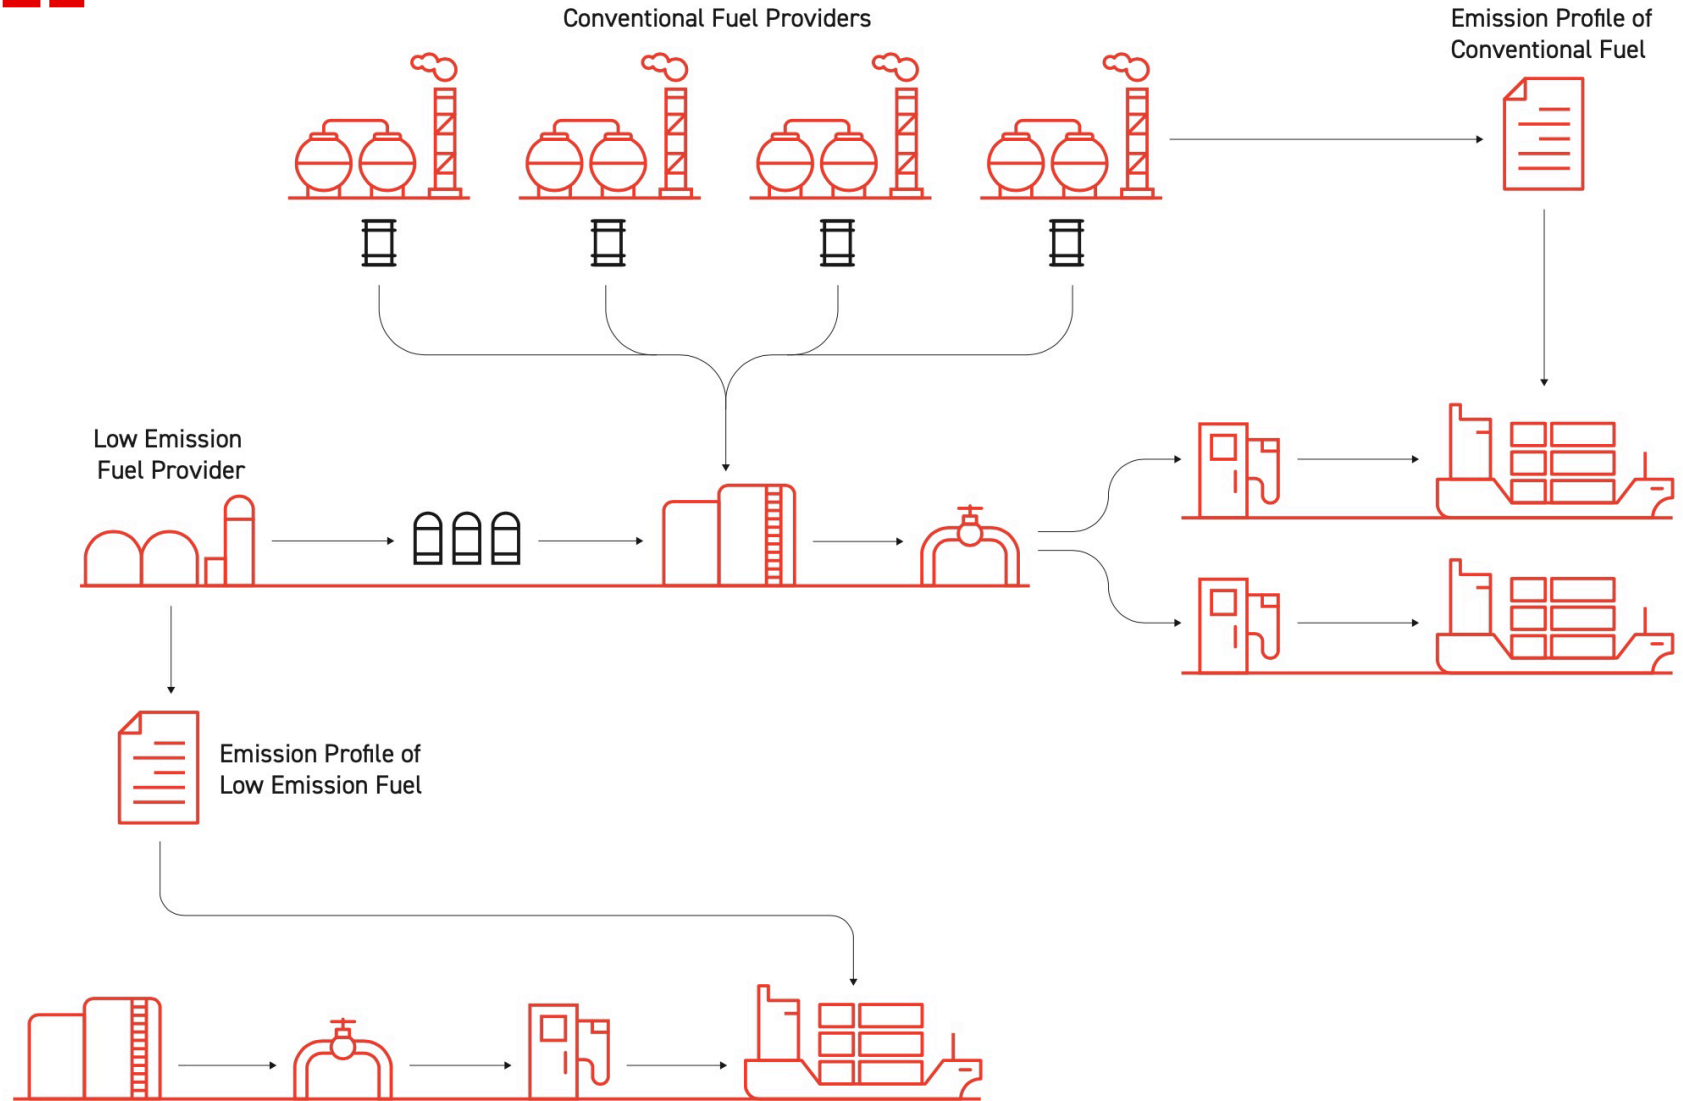 Conventional Fuel Providers
Emission Profile of
Conventional Fuel
Low Emission
Fuel Provider
Emission Profile of
Low Emission Fuel